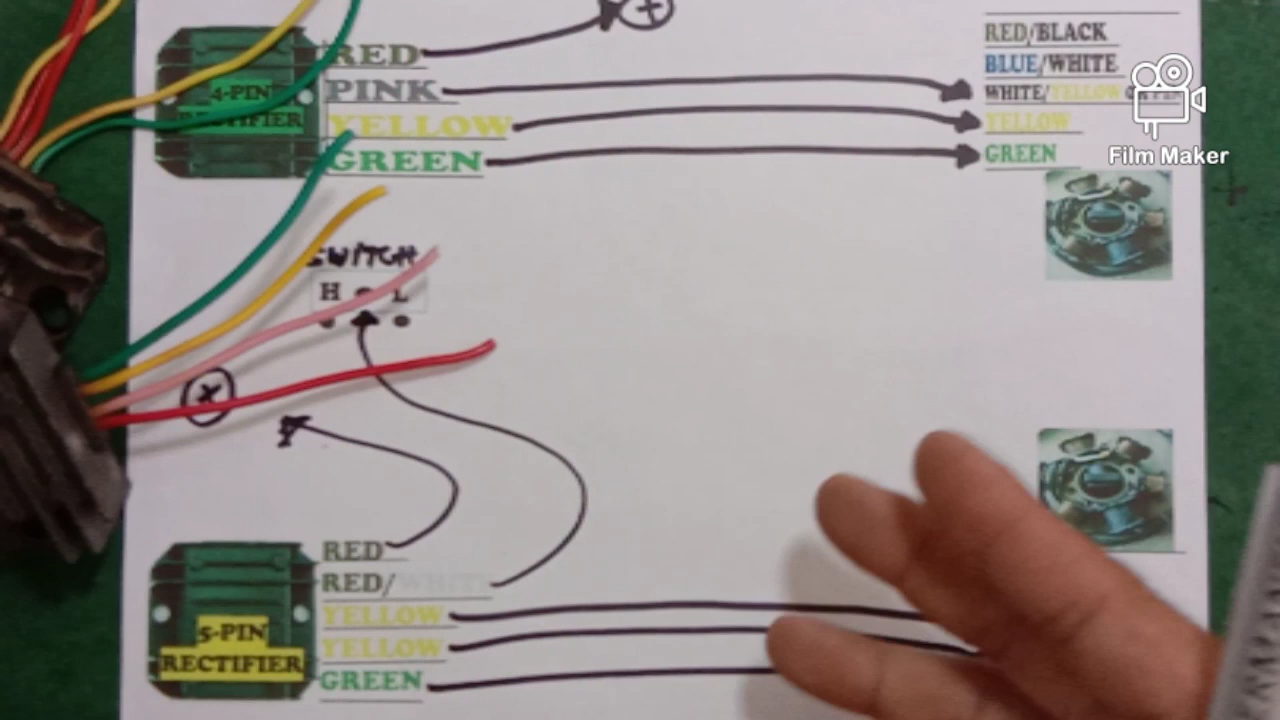 RED
PINK
YELLOW
GREEN
4-PIN
RECTIFIER
+
RED/BLACK
BLUE/WHITE
WHITE/YELLOW
YELLOW
GREEN
Film Maker
SWITCH
H L
+
RED
RED/WHITE
YELLOW
YELLOW
GREEN
5-PIN
RECTIFIER